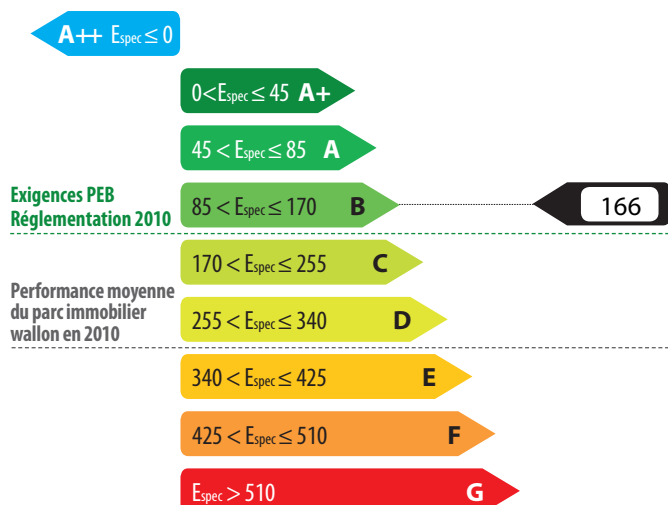 A++ Espec ≤ 0
0<Espec ≤ 45 A+
45 < Espec ≤ 85 A
Exigences PEB
Réglementation 2010
85 < Espec ≤ 170 B
166
170 < Espec ≤ 255 C
Performance moyenne
du parc immobilier
wallon en 2010
255 < Espec ≤ 340 D
340 < Espec ≤ 425 E
425 < Espec ≤ 510 F
Espec > 510 G